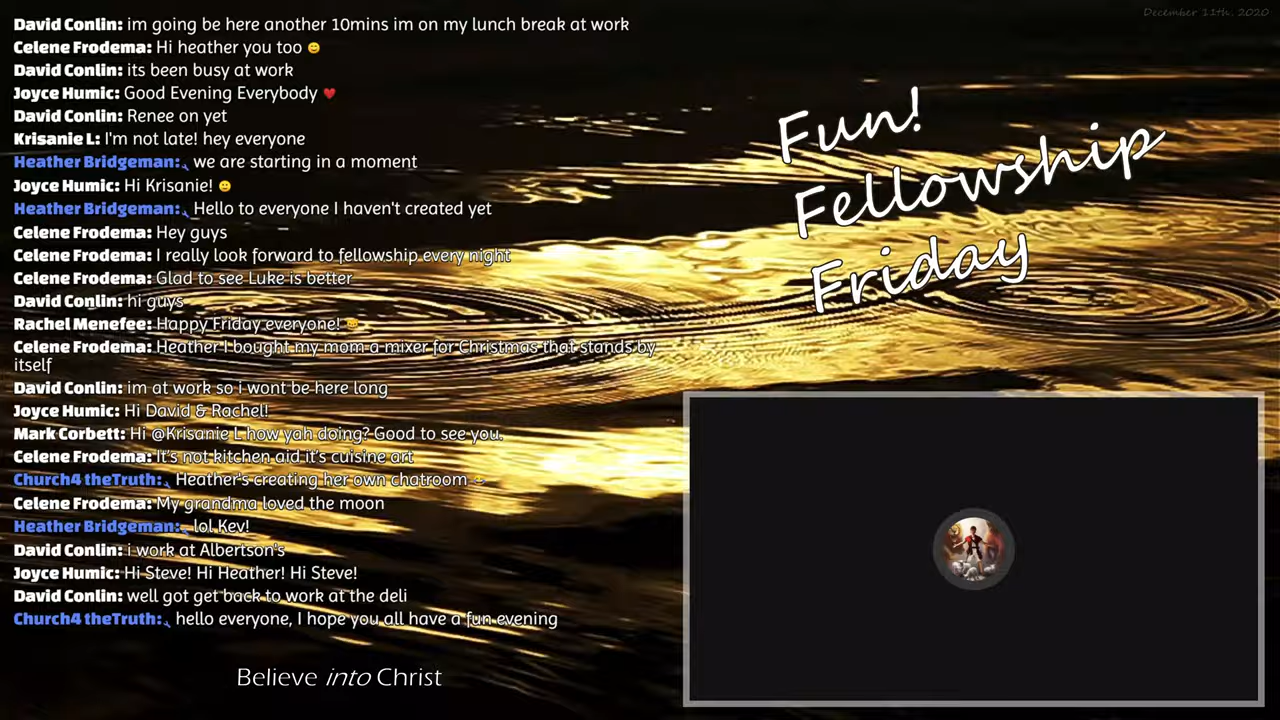 David Conlin: im going be here another 10mins im on my lunch break at work
Celene Frodema: Hi heather you too
David Conlin: its been busy at work
Joyce Humic: Good Evening Everybody
David Conlin: Renee on yet
Krisanie L: I'm not late! hey everyone
Heather Bridgeman: we are starting in a moment
Joyce Humic: Hi Krisanie!
Heather Bridgeman: Hello to everyone I haven't created yet
Celene Frodema: Hey guys
Celene Frodema: I really look forward to fellowship every night
Celene Frodema: Glad to see Luke is better
David Conlin: hi guys
Rachel Menefee: Happy Friday everyone!
Celene Frodema: Heather I bought my mom a mixer for Christmas that stands by
itself
David Conlin: im at work so i wont be here long
Joyce Humic: Hi David & Rachel!
Mark Corbett: Hi @Krisanie L how yah doing? Good to see you.
Celene Frodema: It's not kitchen aid it's cuisine art
Church4 theTruth: Heather's creating her own chatroom
Celene Frodema: My grandma loved the moon
Heather Bridgeman: lol Kev!
David Conlin: i work at Albertson's
Joyce Humic: Hi Steve! Hi Heather! Hi Steve!
David Conlin: well got get back to work at the deli
Church4 theTruth: hello everyone, I hope you all have a fun evening
Believe into Christ
December 11th, 2020
Fun!
Fellowship
Friday